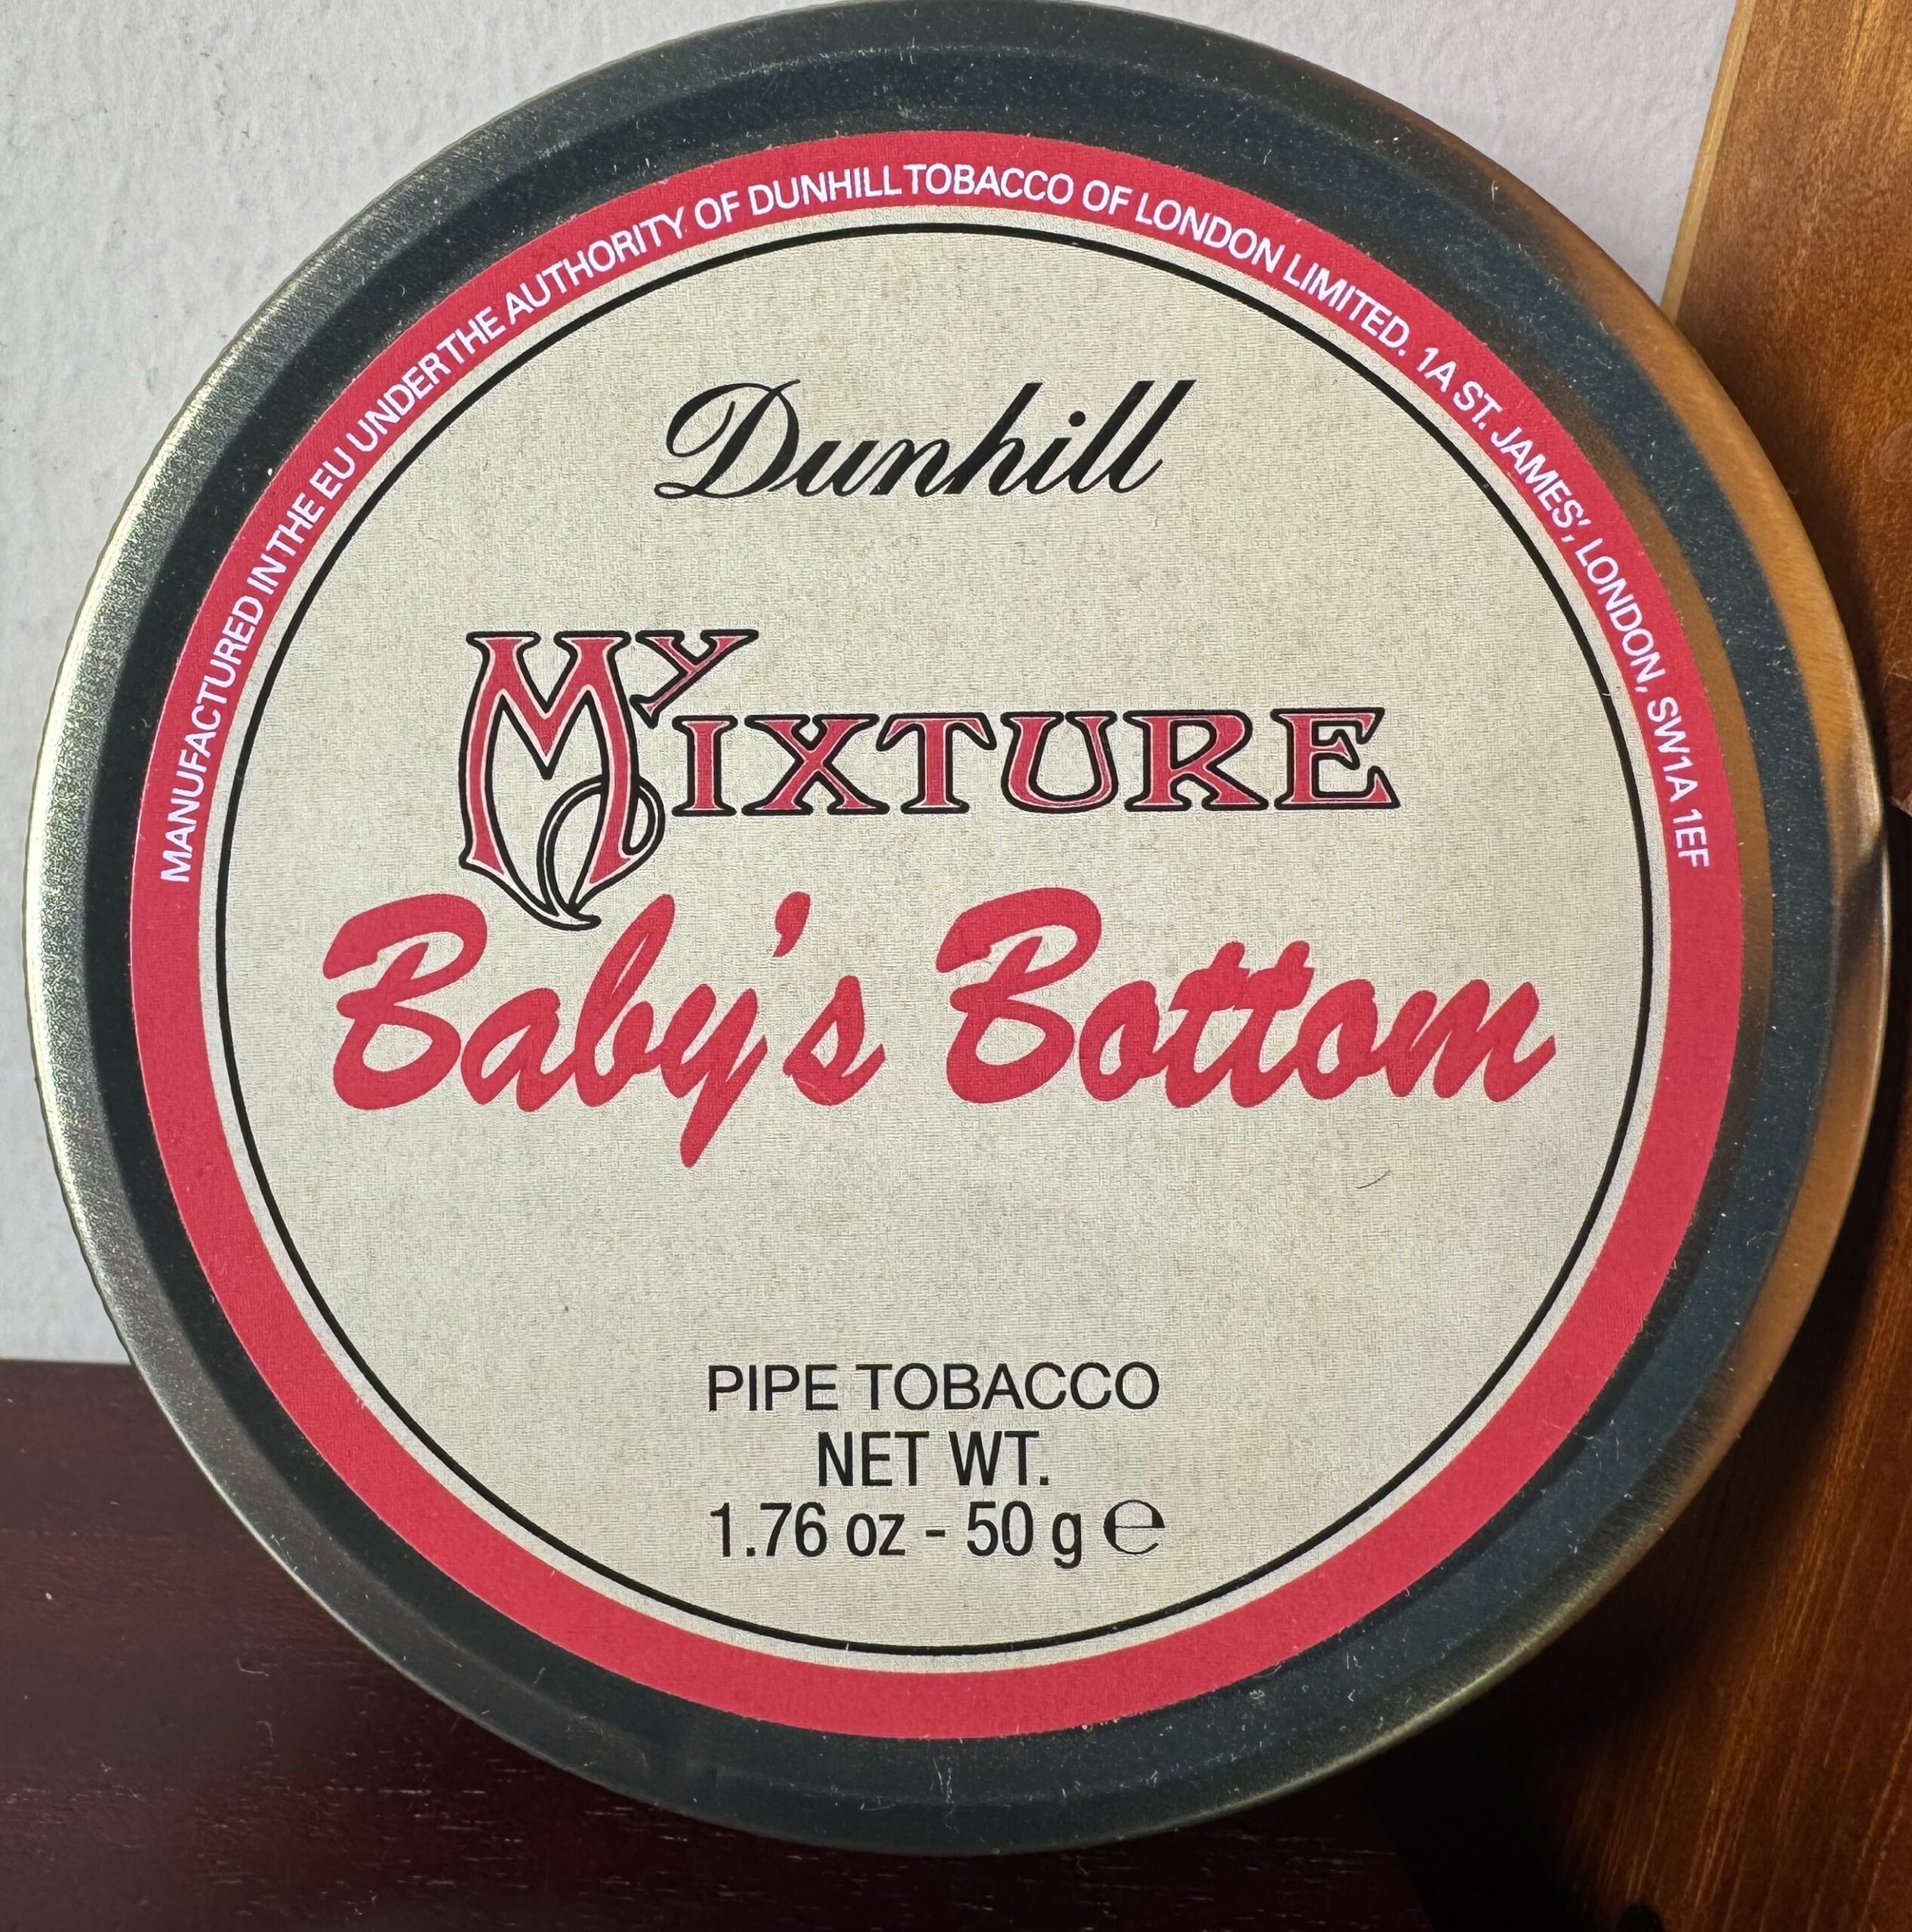 MANUFACTURED IN THE EU UNDER THE AUTHORITY OF DUNHILL TOBACCO OF LONDON LIMITED. 1A ST. JAMES', LONDON, SW1A 1EF
Dunhill
My Mixture
Baby's Bottom
PIPE TOBACCO
NET WT.
1.76 oz - 50 g ℮